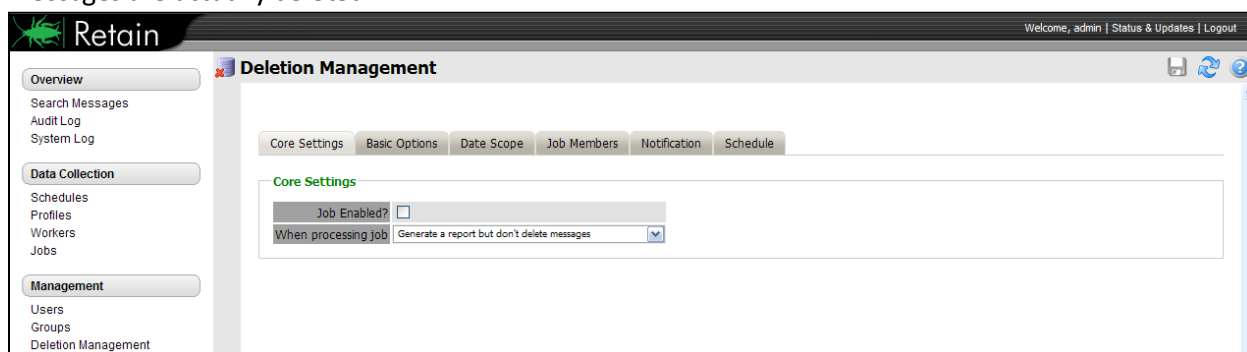 Retain
Welcome, admin | Status & Updates | Logout
Deletion Management
Overview
Search Messages
Audit Log
System Log
Data Collection
Schedules
Profiles
Workers
Jobs
Management
Users
Groups
Deletion Management
Core Settings Basic Options Date Scope Job Members Notification Schedule
Core Settings
Job Enabled?
When processing job Generate a report but don't delete messages